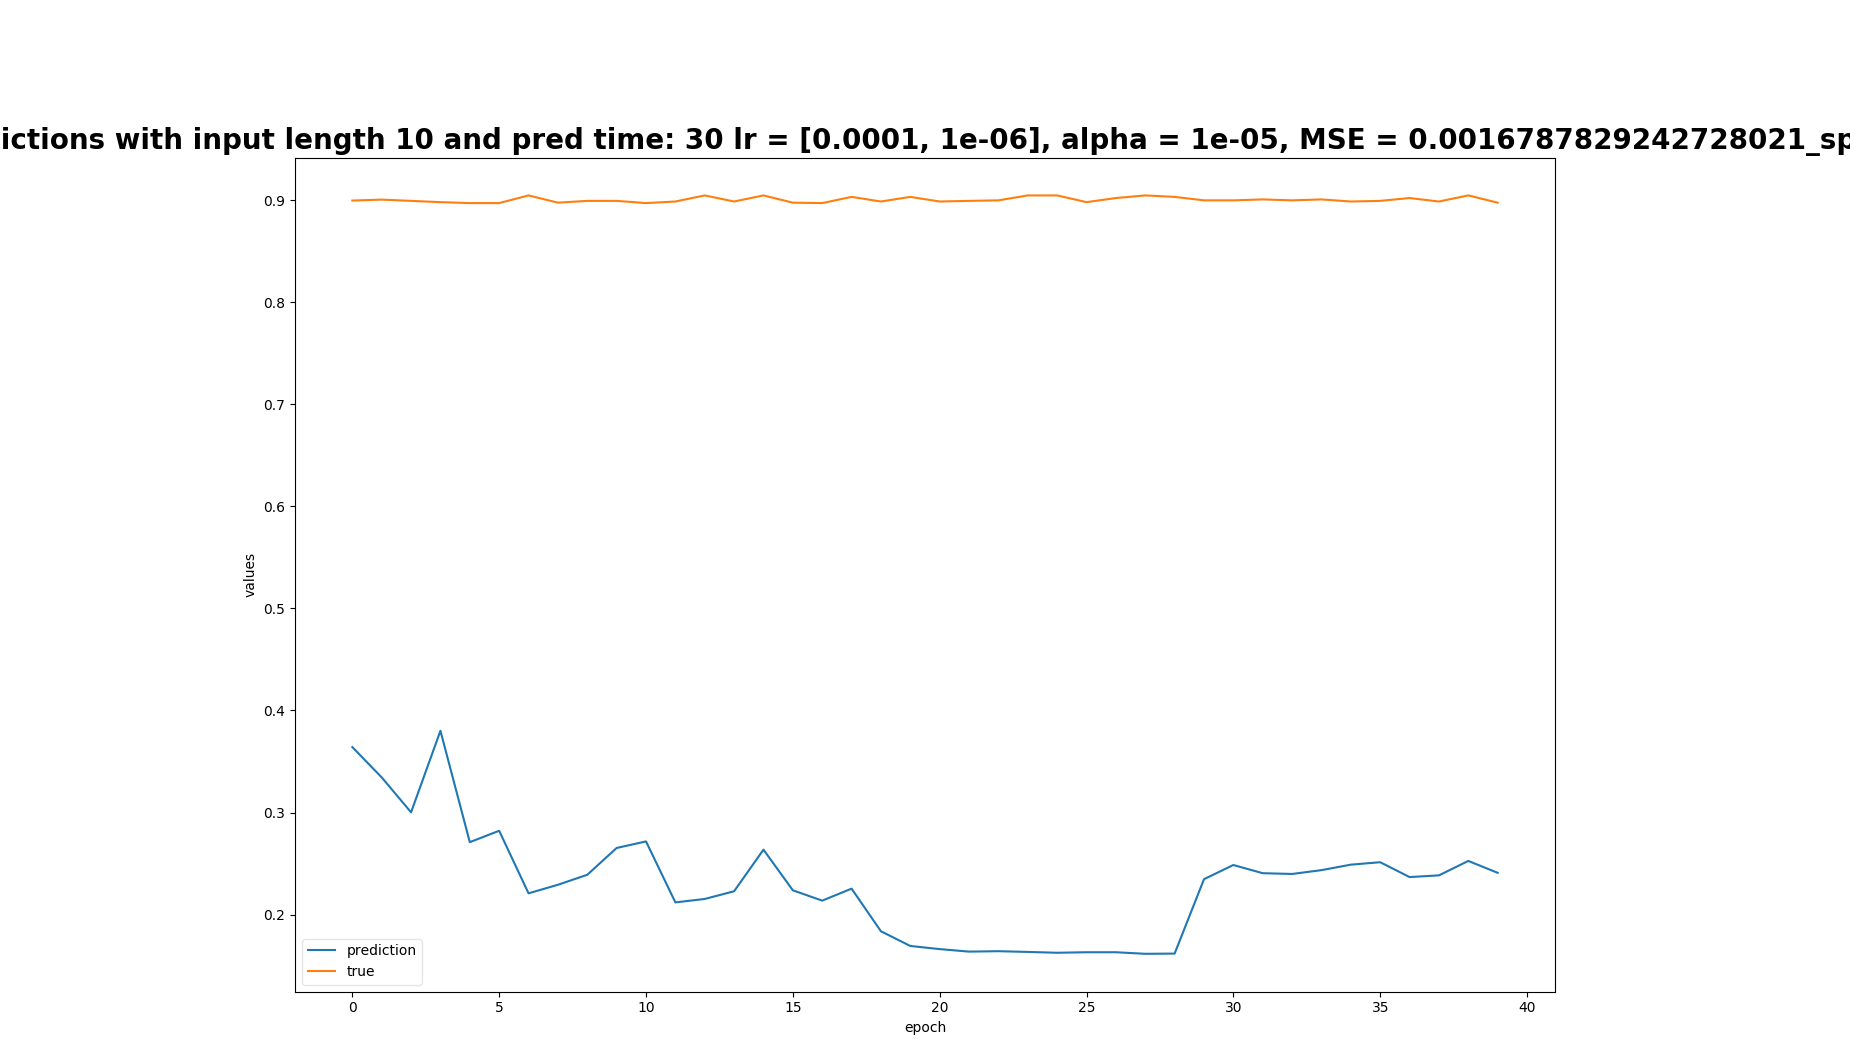 ictions with input length 10 and pred time: 30 lr = [0.0001, 1e-06], alpha = 1e-05, MSE = 0.0016787829242728021_sp
0.9
0.8
0.7
0.6
0.5
0.4
0.3
0.2
values
prediction
true
0 5 10 15 20 25 30 35 40
epoch